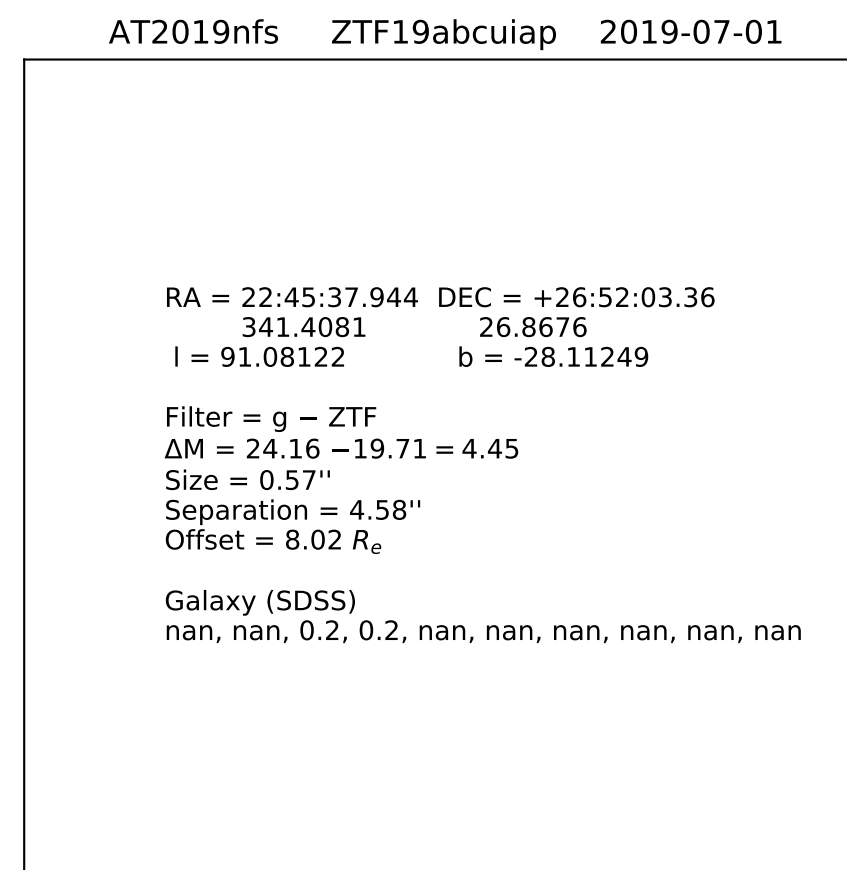 AT2019nfs ZTF19abcuiap 2019-07-01
RA = 22:45:37.944 DEC = +26:52:03.36
341.4081 26.8676
l = 91.08122 b = -28.11249
Filter = g − ZTF
ΔM = 24.16 −19.71 = 4.45
Size = 0.57''
Separation = 4.58''
Offset = 8.02 Rₑ
Galaxy (SDSS)
nan, nan, 0.2, 0.2, nan, nan, nan, nan, nan, nan